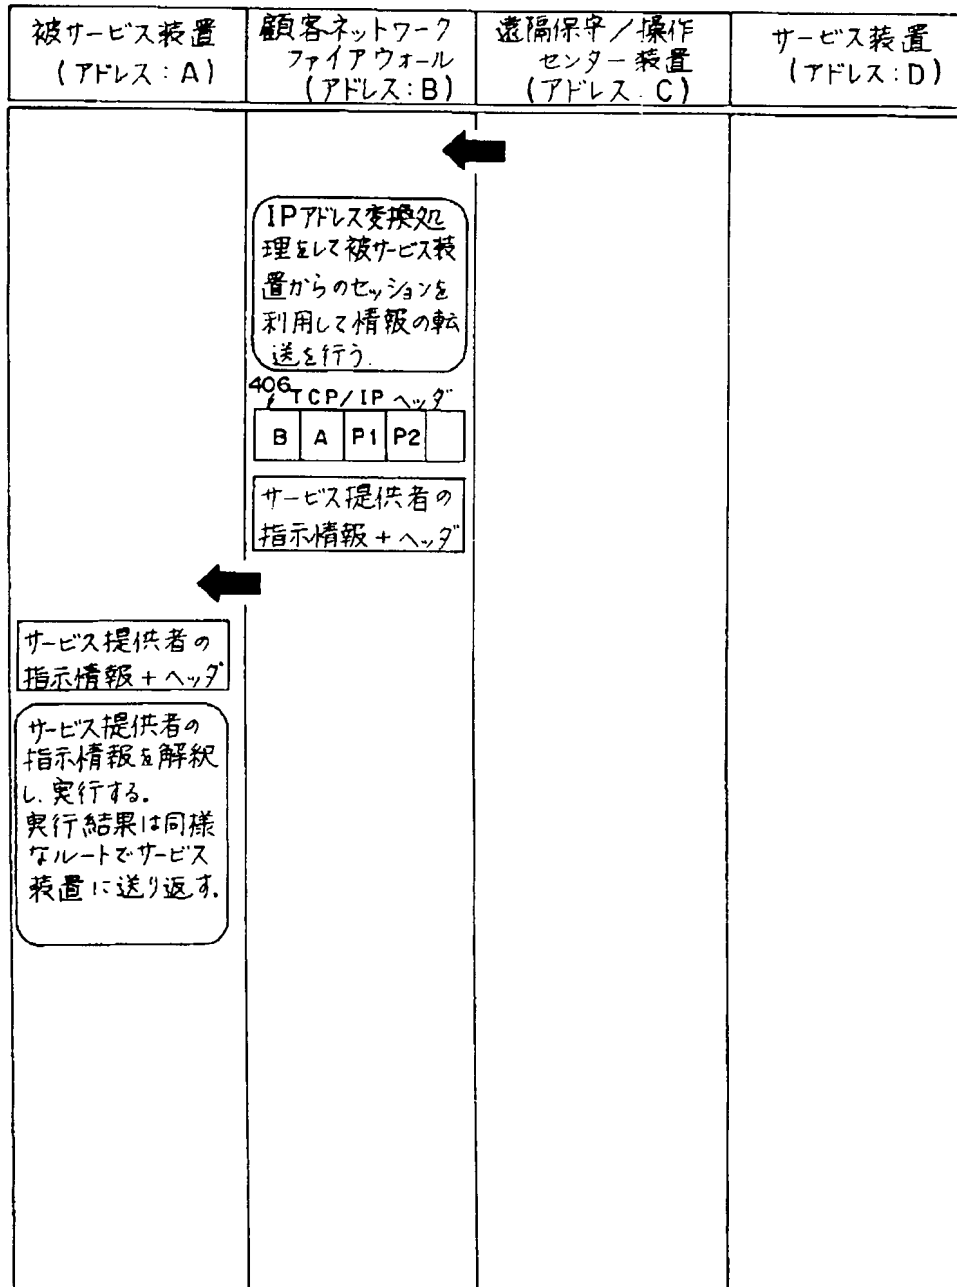 被サービス装置
(アドレス:A)
顧客ネットワーク
ファイアウォール
(アドレス:B)
遠隔保守/操作
センター装置
(アドレス:C)
サービス装置
(アドレス:D)
IPアドレス変換処
理をして被サービス装
置からのセッションを
利用して情報の転
送を行う.
406
TCP/IP ヘッダ
B A P1 P2
サービス提供者の
指示情報+ヘッダ
サービス提供者の
指示情報+ヘッダ
サービス提供者の
指示情報を解釈
し、実行する。
実行結果は同様
なルートでサービス
装置に送り返す.